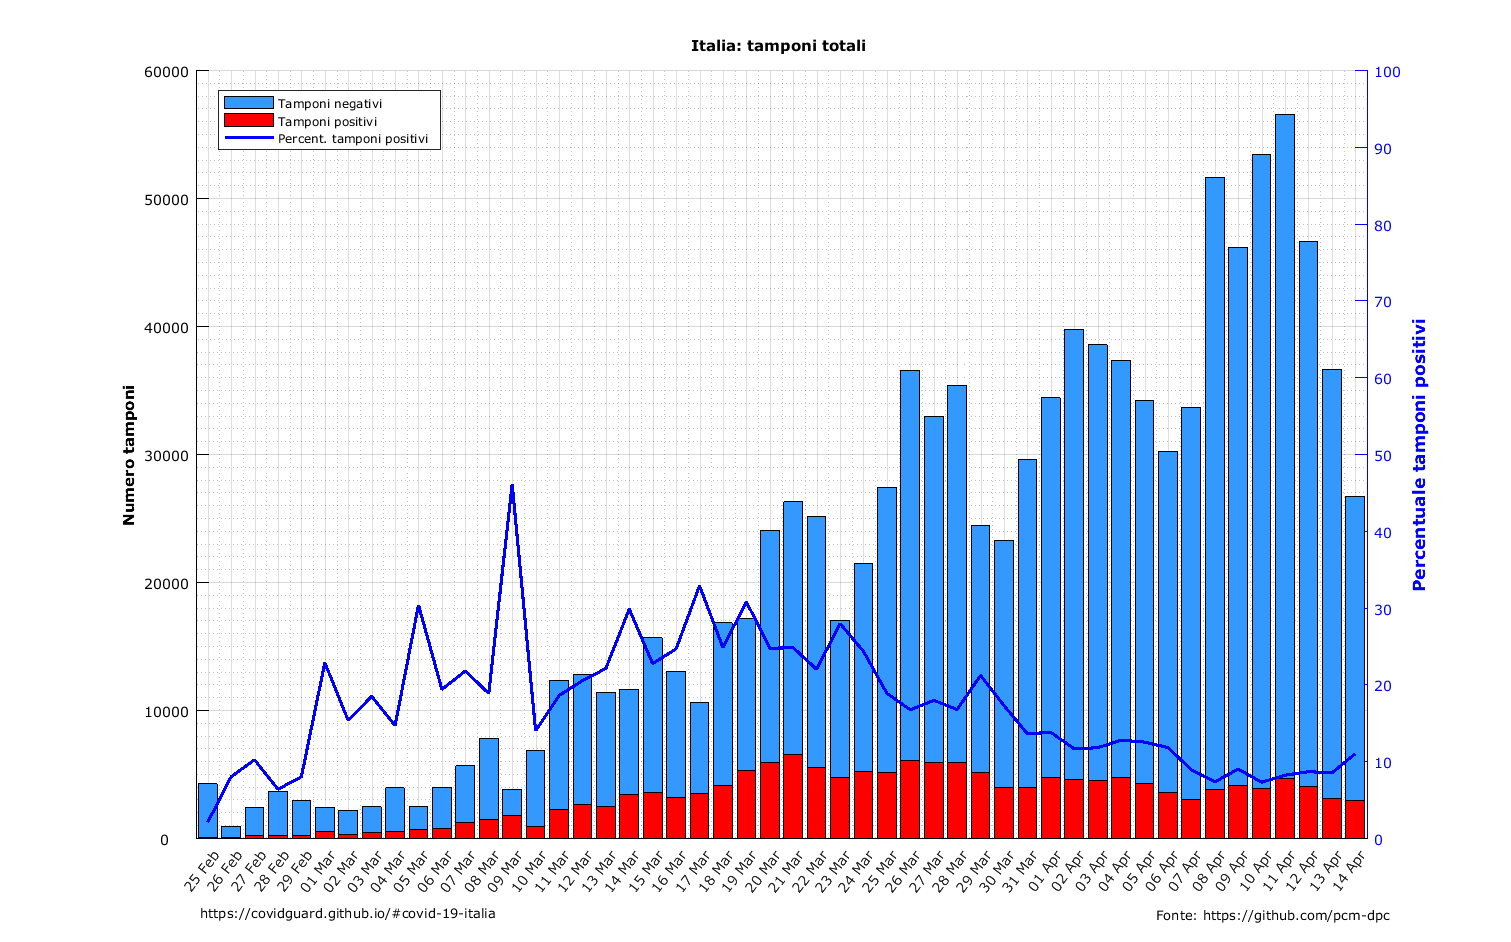 Italia: tamponi totali
60000
50000
40000
30000
20000
10000
0
Numero tamponi
Tamponi negativi
Tamponi positivi
Percent. tamponi positivi
100
90
80
70
60
50
40
30
20
10
0
Percentuale tamponi positivi
25 Feb
26 Feb
27 Feb
28 Feb
29 Feb
01 Mar
02 Mar
03 Mar
04 Mar
05 Mar
06 Mar
07 Mar
08 Mar
09 Mar
10 Mar
11 Mar
12 Mar
13 Mar
14 Mar
15 Mar
16 Mar
17 Mar
18 Mar
19 Mar
20 Mar
21 Mar
22 Mar
23 Mar
24 Mar
25 Mar
26 Mar
27 Mar
28 Mar
29 Mar
30 Mar
31 Mar
01 Apr
02 Apr
03 Apr
04 Apr
05 Apr
06 Apr
07 Apr
08 Apr
09 Apr
10 Apr
11 Apr
12 Apr
13 Apr
14 Apr
https://covidguard.github.io/#covid-19-italia
Fonte: https://github.com/pcm-dpc